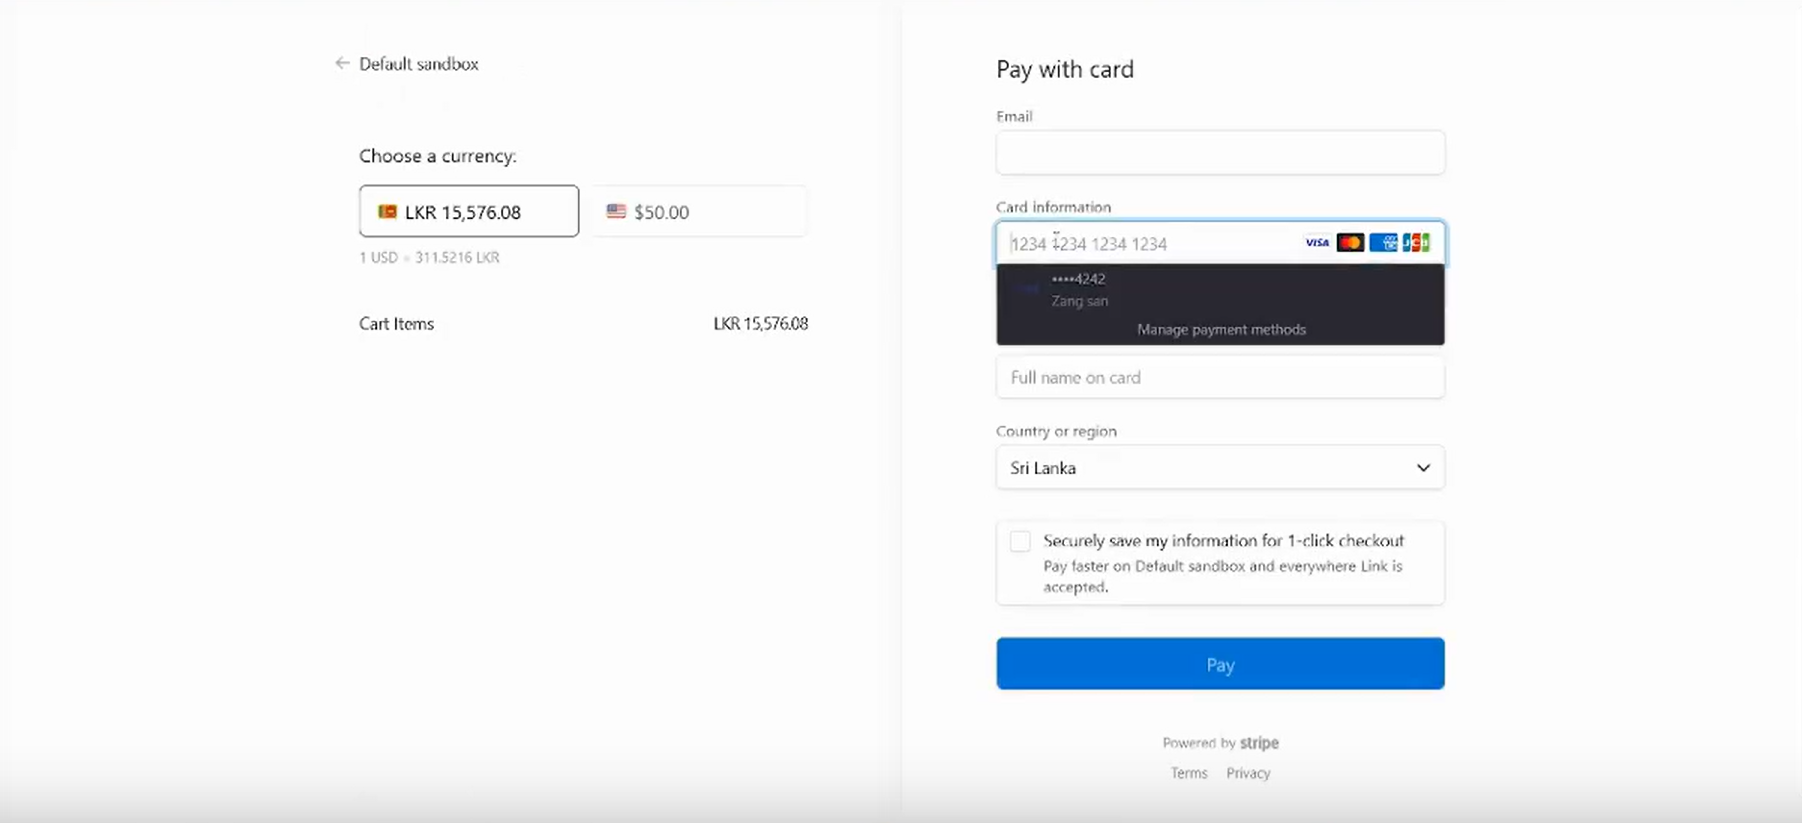 Default sandbox
Choose a currency:
LKR 15,576.08
$50.00
1 USD = 311.5216 LKR
Cart Items
LKR 15,576.08
Pay with card
Email
Card information
1234 1234 1234 1234
VISA
JCB
••••4242
Zang san
Manage payment methods
Full name on card
Country or region
Sri Lanka
Securely save my information for 1-click checkout
Pay faster on Default sandbox and everywhere Link is
accepted.
Pay
Powered by stripe
Terms Privacy